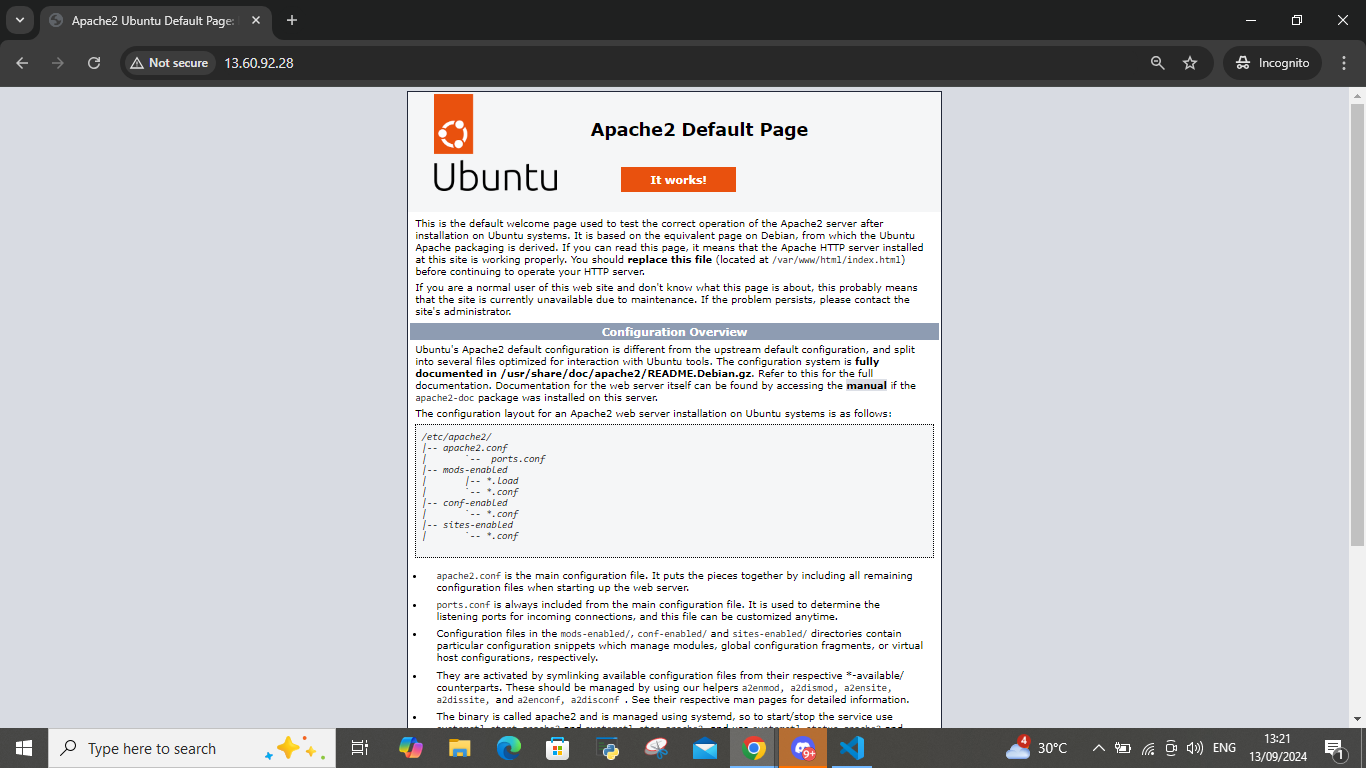 Apache2 Ubuntu Default Page:
Not secure
13.60.92.28
Incognito
Ubuntu
Apache2 Default Page
It works!
This is the default welcome page used to test the correct operation of the Apache2 server after
installation on Ubuntu systems. It is based on the equivalent page on Debian, from which the Ubuntu
Apache packaging is derived. If you can read this page, it means that the Apache HTTP server installed
at this site is working properly. You should replace this file (located at /var/www/html/index.html)
before continuing to operate your HTTP server.
If you are a normal user of this web site and don't know what this page is about, this probably means
that the site is currently unavailable due to maintenance. If the problem persists, please contact the
site's administrator.
Configuration Overview
Ubuntu's Apache2 default configuration is different from the upstream default configuration, and split
into several files optimized for interaction with Ubuntu tools. The configuration system is fully
documented in /usr/share/doc/apache2/README.Debian.gz. Refer to this for the full
documentation. Documentation for the web server itself can be found by accessing the manual if the
apache2-doc package was installed on this server.
The configuration layout for an Apache2 web server installation on Ubuntu systems is as follows:
/etc/apache2/
|-- apache2.conf
|       `--  ports.conf
|-- mods-enabled
|       |-- *.load
|       `-- *.conf
|-- conf-enabled
|       `-- *.conf
|-- sites-enabled
|       `-- *.conf
• apache2.conf is the main configuration file. It puts the pieces together by including all remaining
configuration files when starting up the web server.
• ports.conf is always included from the main configuration file. It is used to determine the
listening ports for incoming connections, and this file can be customized anytime.
• Configuration files in the mods-enabled/, conf-enabled/ and sites-enabled/ directories contain
particular configuration snippets which manage modules, global configuration fragments, or virtual
host configurations, respectively.
• They are activated by symlinking available configuration files from their respective *-available/
counterparts. These should be managed by using our helpers a2enmod, a2dismod, a2ensite,
a2dissite, and a2enconf, a2disconf . See their respective man pages for detailed information.
• The binary is called apache2 and is managed using systemd, so to start/stop the service use
Type here to search
9+
4
30°C
ENG
13:21
13/09/2024
1